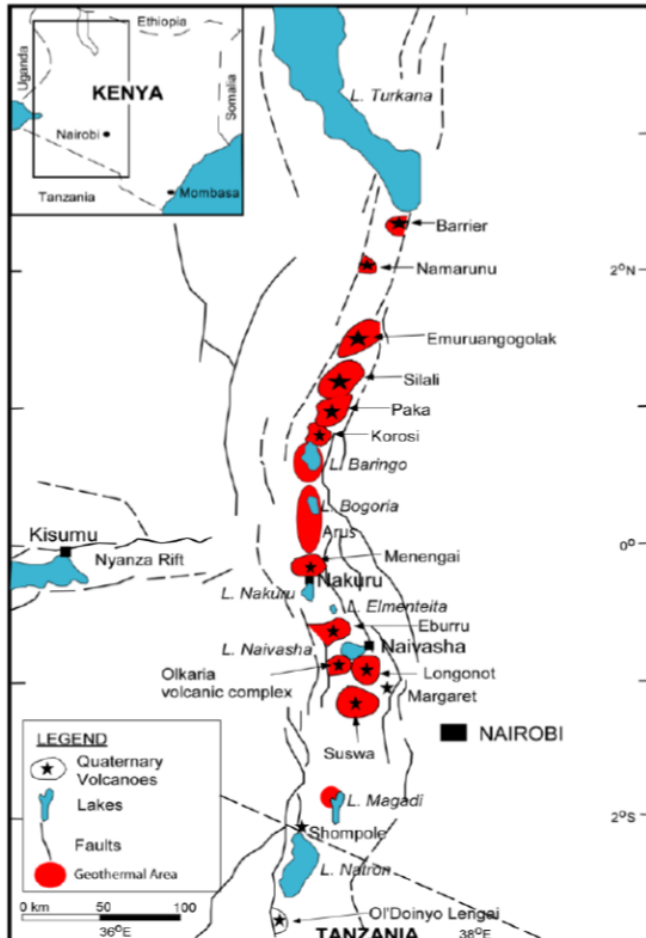 Ethiopia
Uganda
KENYA
Somalia
Nairobi
Tanzania
Mombasa
L. Turkana
Barrier
Namarunu
2°N
Emuruangogolak
Silali
Paka
Korosi
L. Baringo
L. Bogoria
Arus
Kisumu
0°
Nyanza Rift
Menengai
Nakuru
L. Nakuru
L. Elmenteita
Eburru
L. Naivasha
Naivasha
Olkaria
volcanic complex
Longonot
Margaret
NAIROBI
Suswa
LEGEND
Quaternary
Volcanoes
Lakes
Faults
Geothermal Area
L. Magadi
2°S
Shompole
L. Natron
0 km 50 100
36°E
Ol'Doinyo Lengai
TANZANIA
38°E